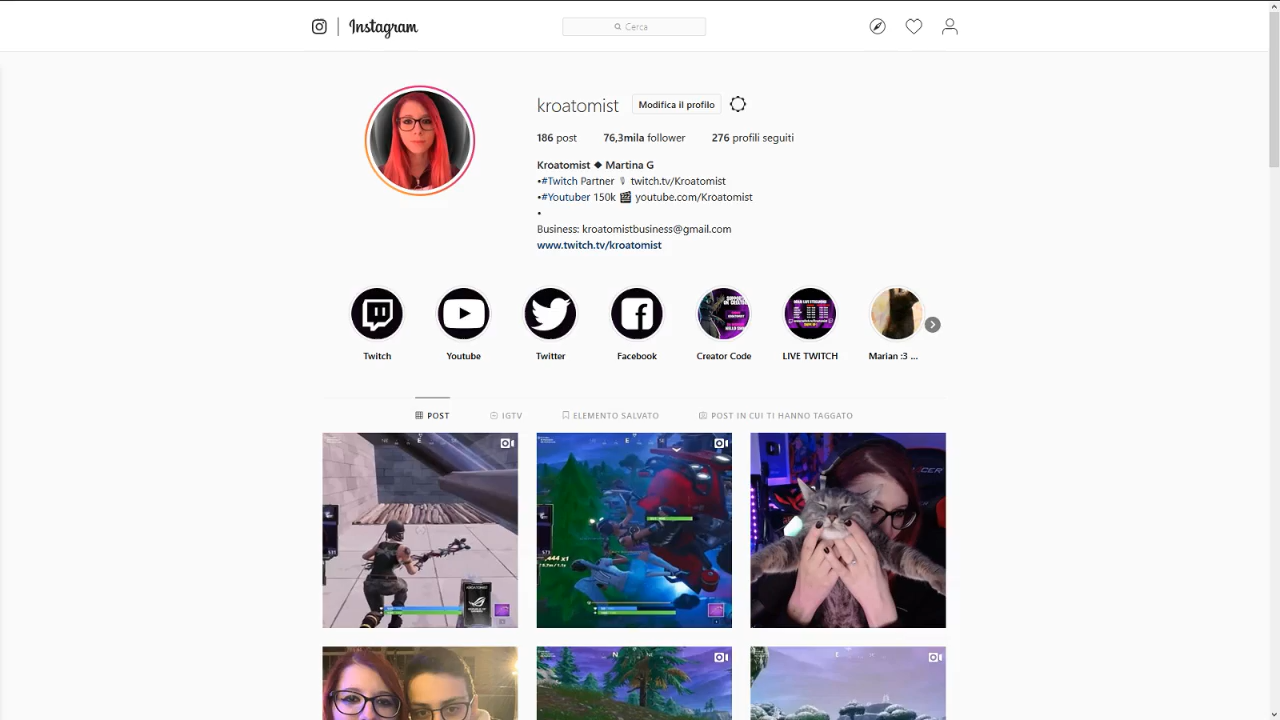 Instagram
Cerca
kroatomist Modifica il profilo
186 post 76,3mila follower 276 profili seguiti
Kroatomist ◆ Martina G
•#Twitch Partner 🎙 twitch.tv/Kroatomist
•#Youtuber 150k 🎬 youtube.com/Kroatomist
•
Business: kroatomistbusiness@gmail.com
www.twitch.tv/kroatomist
Twitch Youtube Twitter Facebook Creator Code LIVE TWITCH Marian :3 ...
POST IGTV ELEMENTO SALVATO POST IN CUI TI HANNO TAGGATO